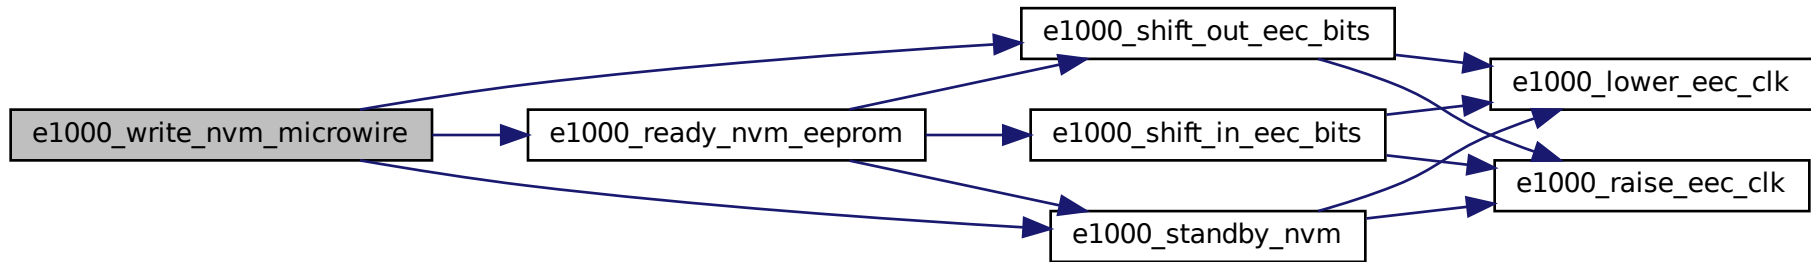 e1000_write_nvm_microwire
e1000_ready_nvm_eeprom
e1000_shift_out_eec_bits
e1000_shift_in_eec_bits
e1000_standby_nvm
e1000_lower_eec_clk
e1000_raise_eec_clk